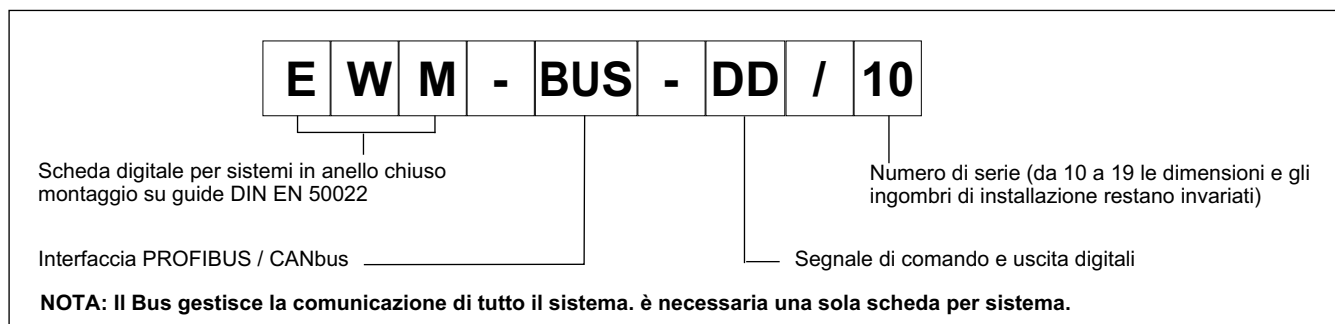 E W M - BUS - DD / 10
Scheda digitale per sistemi in anello chiuso
montaggio su guide DIN EN 50022
Numero di serie (da 10 a 19 le dimensioni e gli
ingombri di installazione restano invariati)
Interfaccia PROFIBUS / CANbus
Segnale di comando e uscita digitali
NOTA: Il Bus gestisce la comunicazione di tutto il sistema. è necessaria una sola scheda per sistema.